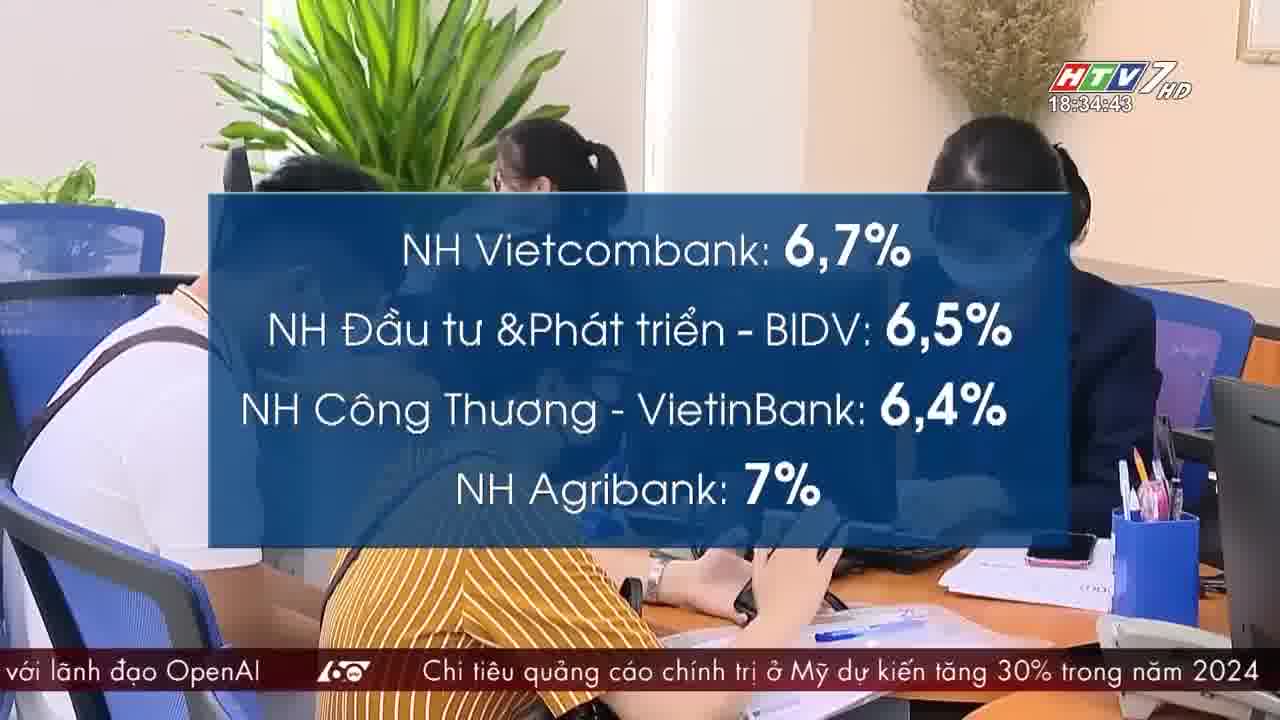 HTV7 HD
18:34:43
NH Vietcombank: 6,7%
NH Đầu tư &Phát triển - BIDV: 6,5%
NH Công Thương - VietinBank: 6,4%
NH Agribank: 7%
với lãnh đạo OpenAI 60 Chi tiêu quảng cáo chính trị ở Mỹ dự kiến tăng 30% trong năm 2024